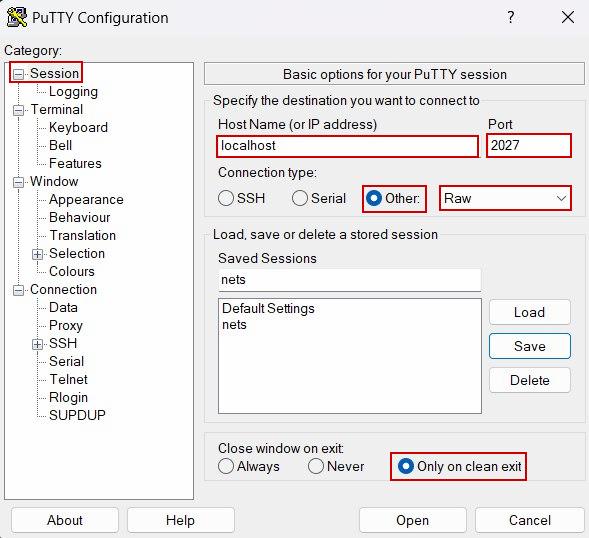 PuTTY Configuration
? ×
Category:
Session
Logging
Terminal
Keyboard
Bell
Features
Window
Appearance
Behaviour
Translation
Selection
Colours
Connection
Data
Proxy
SSH
Serial
Telnet
Rlogin
SUPDUP
Basic options for your PuTTY session
Specify the destination you want to connect to
Host Name (or IP address) Port
localhost 2027
Connection type:
SSH Serial Other: Raw
Load, save or delete a stored session
Saved Sessions
nets
Default Settings
nets
Load
Save
Delete
Close window on exit:
Always Never Only on clean exit
About Help Open Cancel